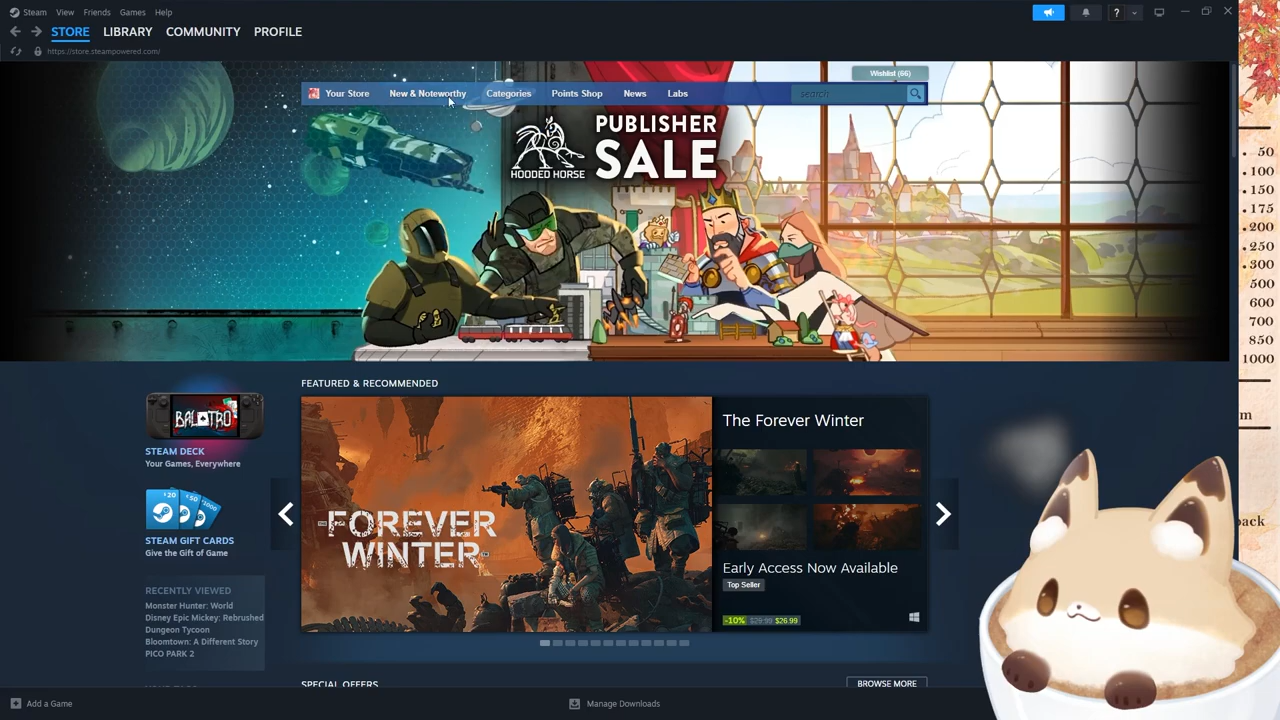 Steam View Friends Games Help
?
STORE LIBRARY COMMUNITY PROFILE
https://store.steampowered.com/
Wishlist (66)
Your Store New & Noteworthy Categories Points Shop News Labs search
HOODED HORSE
PUBLISHER
SALE
FEATURED & RECOMMENDED
BALATRO
STEAM DECK
Your Games, Everywhere
STEAM GIFT CARDS
Give the Gift of Game
RECENTLY VIEWED
Monster Hunter: World
Disney Epic Mickey: Rebrushed
Dungeon Tycoon
Bloomtown: A Different Story
PICO PARK 2
THE FOREVER
WINTER
The Forever Winter
Early Access Now Available
Top Seller
-10% $29.99 $26.99
SPECIAL OFFERS
BROWSE MORE
Add a Game
Manage Downloads
. 50
. 100
. 150
. 175
. 200
. 250
. 300
500
600
700
850
1000
m
pack